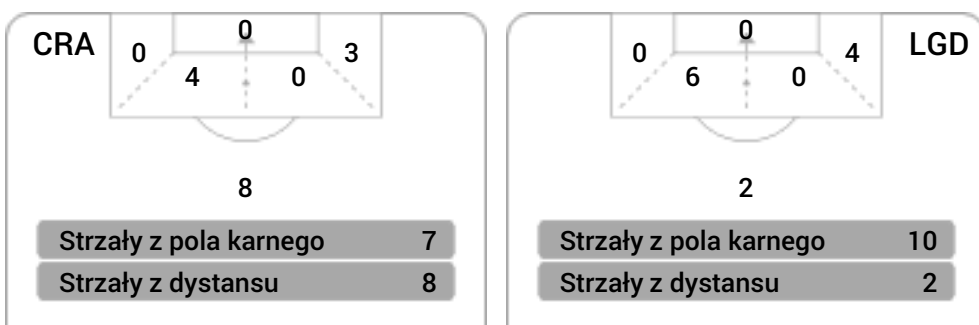 CRA
0
0
3
4
0
8
Strzały z pola karnego 7
Strzały z dystansu 8
LGD
0
0
4
6
0
2
Strzały z pola karnego 10
Strzały z dystansu 2